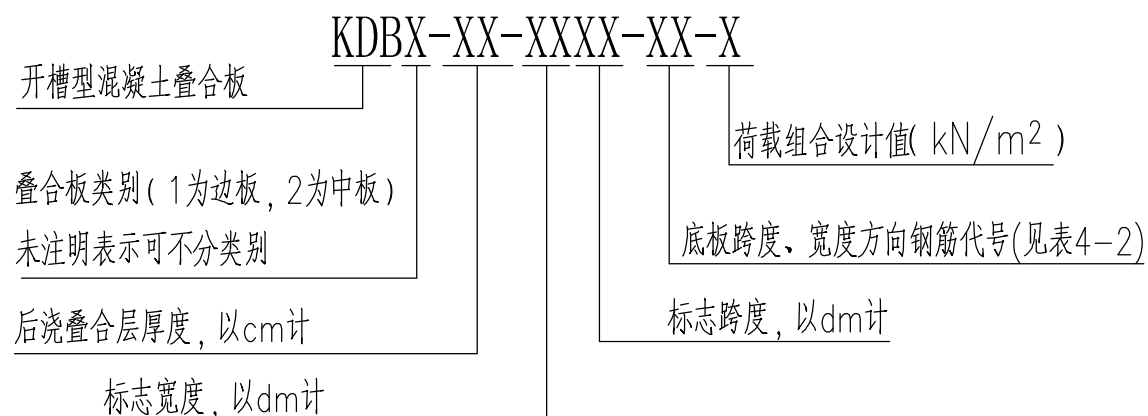 KDBX-XX-XXXX-XX-X
开槽型混凝土叠合板
荷载组合设计值( kN/m² )
叠合板类别( 1为边板, 2为中板)
未注明表示可不分类别
底板跨度、宽度方向钢筋代号(见表4-2)
后浇叠合层厚度, 以cm计
标志跨度, 以dm计
标志宽度, 以dm计